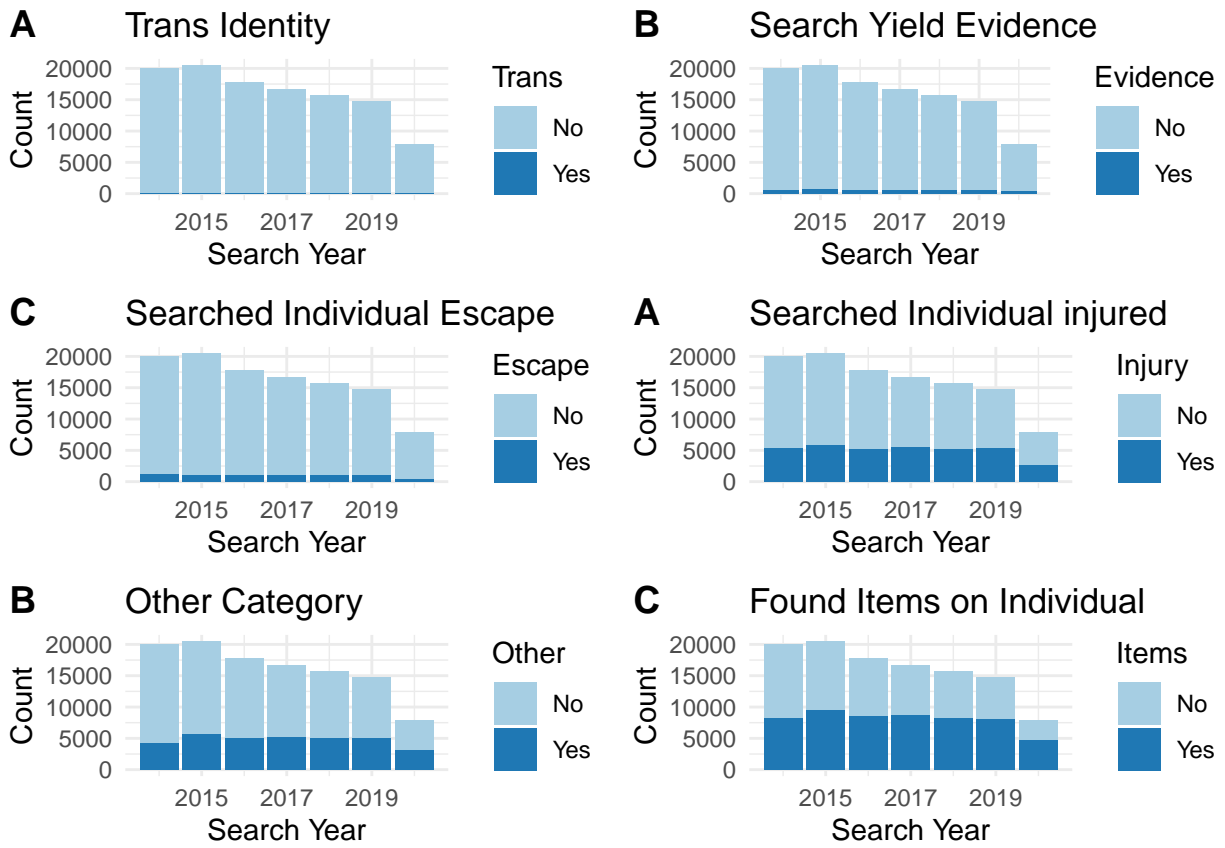 A Trans Identity
20000
15000
10000
5000
0
Count
2015 2017 2019
Search Year
Trans
No
Yes
B Search Yield Evidence
20000
15000
10000
5000
0
Count
2015 2017 2019
Search Year
Evidence
No
Yes
C Searched Individual Escape
20000
15000
10000
5000
0
Count
2015 2017 2019
Search Year
Escape
No
Yes
A Searched Individual injured
20000
15000
10000
5000
0
Count
2015 2017 2019
Search Year
Injury
No
Yes
B Other Category
20000
15000
10000
5000
0
Count
2015 2017 2019
Search Year
Other
No
Yes
C Found Items on Individual
20000
15000
10000
5000
0
Count
2015 2017 2019
Search Year
Items
No
Yes